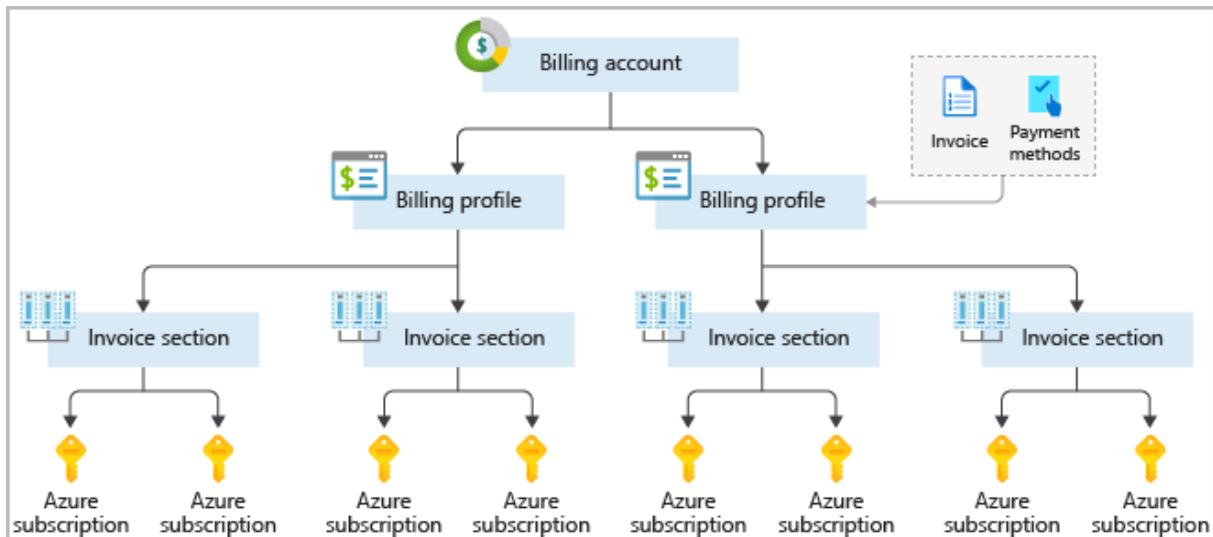 Billing account
Invoice
Payment
methods
Billing profile
Billing profile
Invoice section
Invoice section
Invoice section
Invoice section
Azure
subscription
Azure
subscription
Azure
subscription
Azure
subscription
Azure
subscription
Azure
subscription
Azure
subscription
Azure
subscription